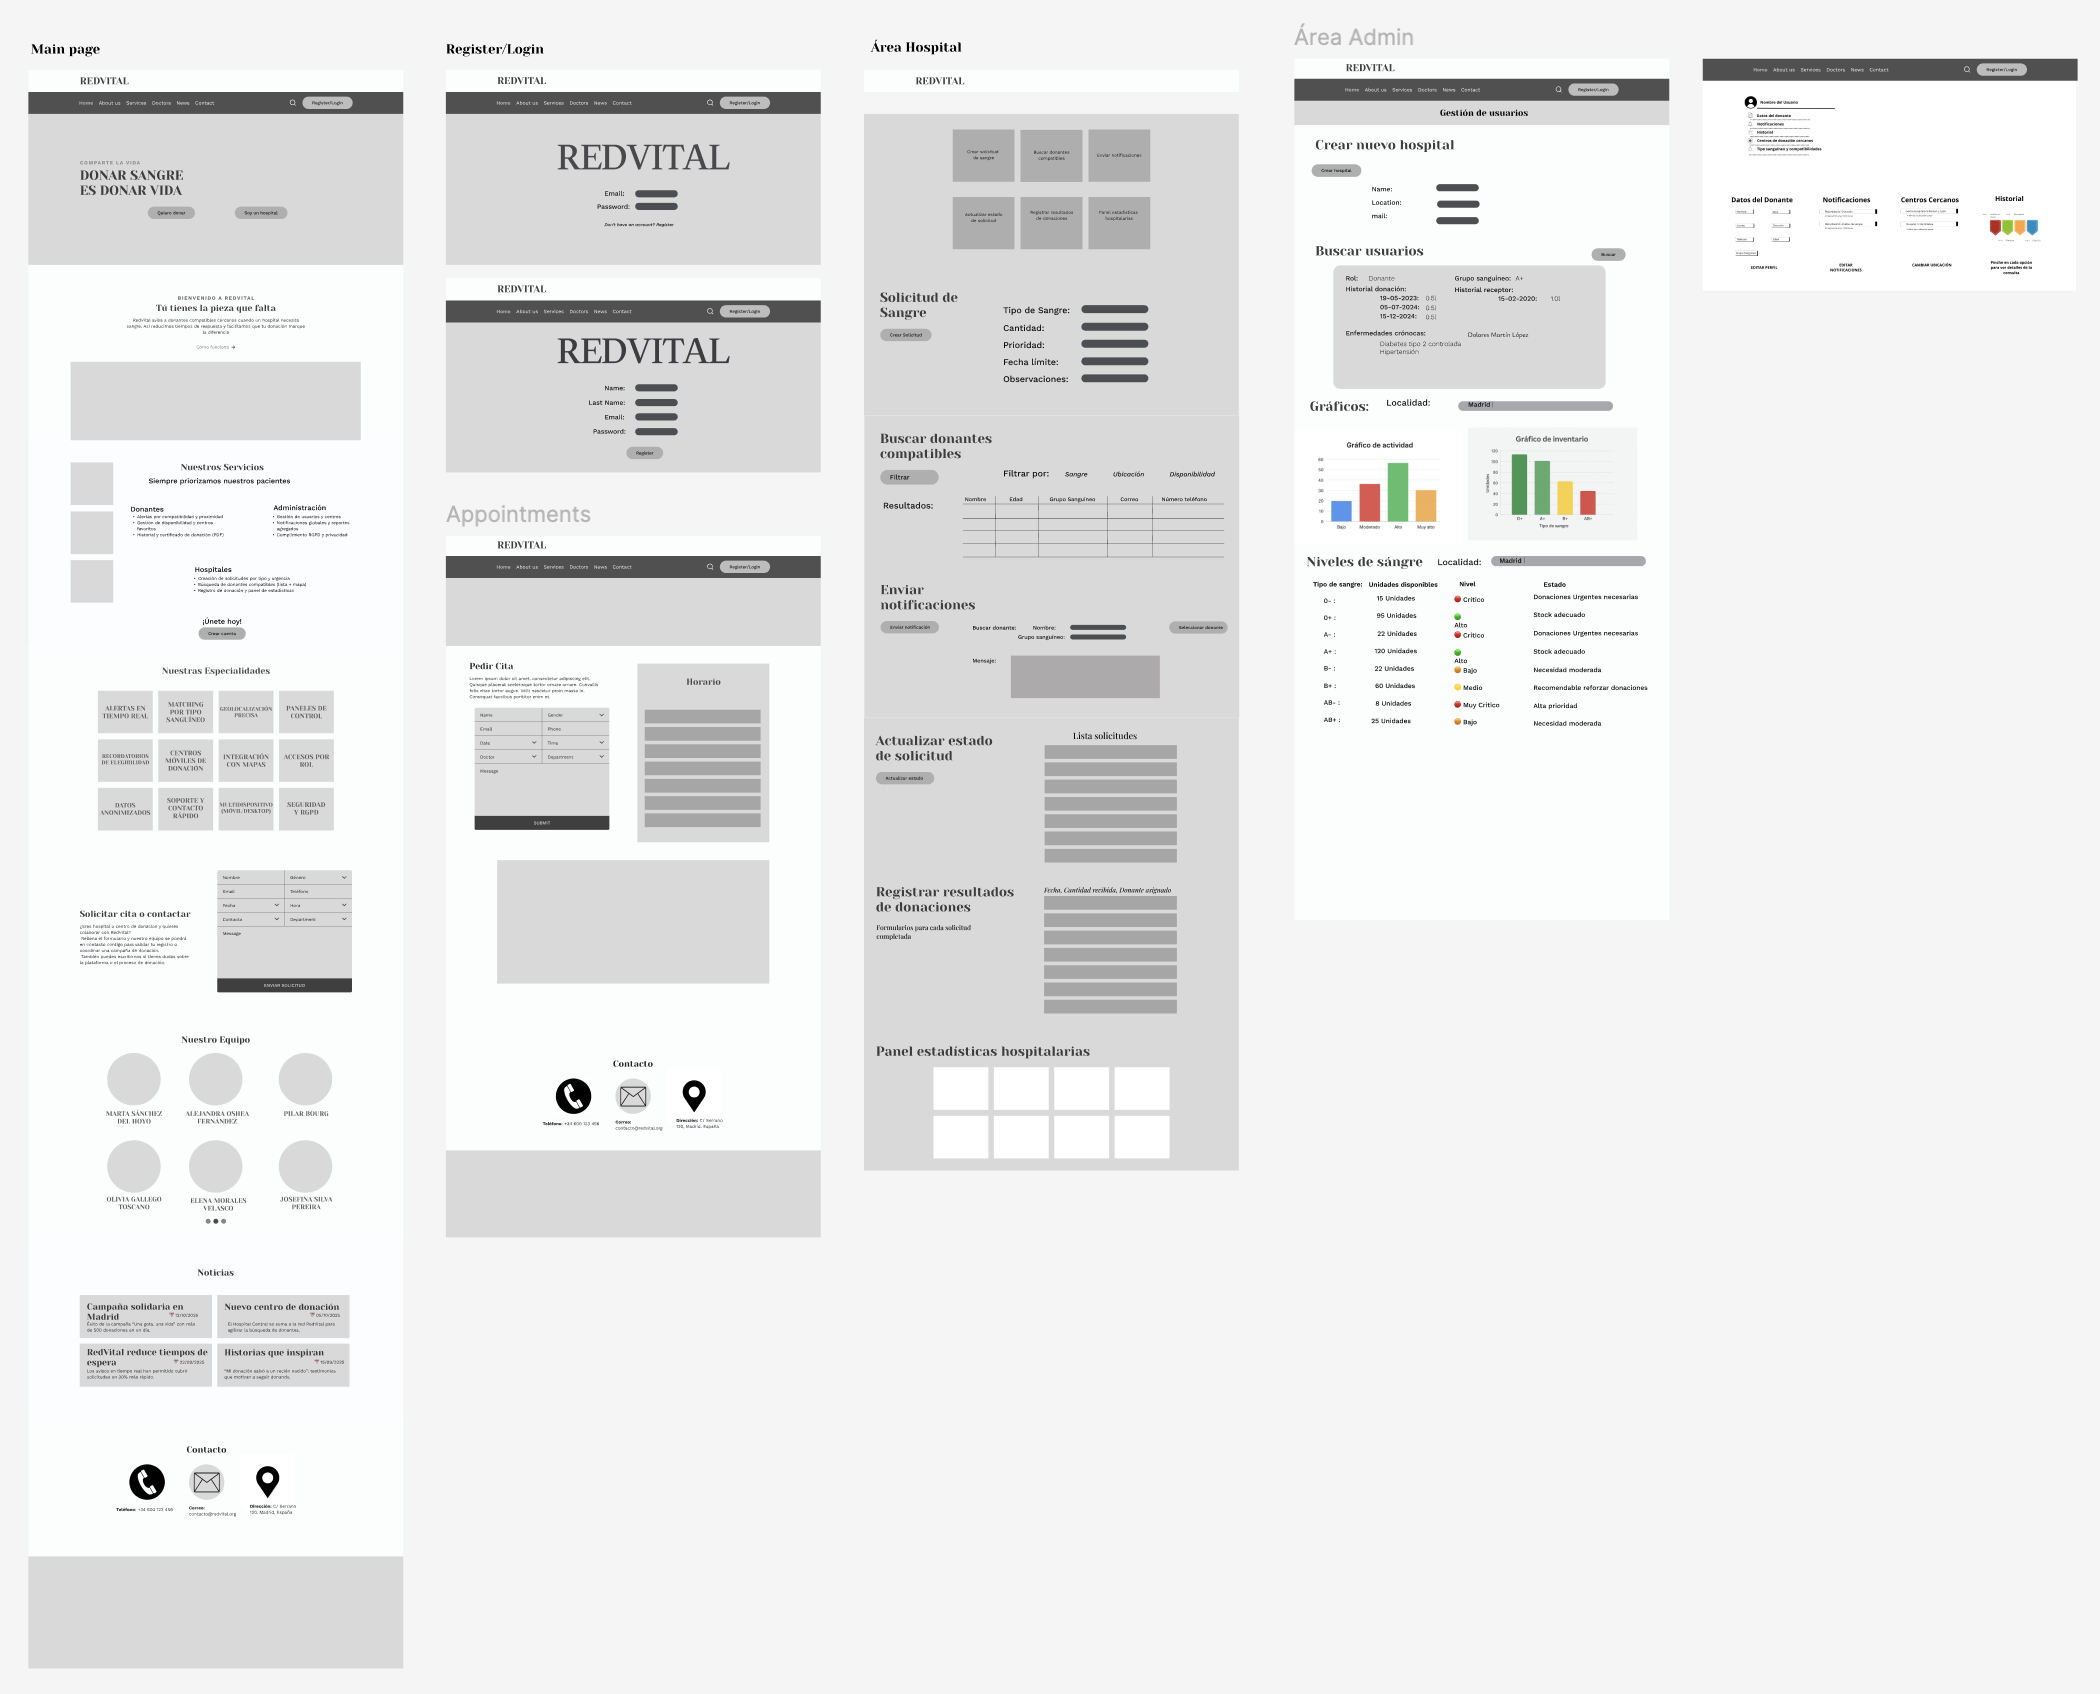 Main page
REDVITAL
Home About us Services Doctors News Contact Register/Login
COMPARTE LA VIDA
DONAR SANGRE
ES DONAR VIDA
Quiero donar Soy un hospital
BIENVENIDO A REDVITAL
Tú tienes la pieza que falta
RedVital avisa a donantes compatibles cercanos cuando un hospital necesita
sangre. Así reducimos tiempos de respuesta y facilitamos que tu donación marque
la diferencia
Cómo funciona →
Nuestros Servicios
Siempre priorizamos nuestros pacientes
Donantes
• Alertas por compatibilidad y proximidad
• Gestión de disponibilidad y centros
favoritos
• Historial y certificado de donación (PDF)
Administración
• Gestión de usuarios y centros
• Notificaciones globales y reportes
agregados
• Cumplimiento RGPD y privacidad
Hospitales
• Creación de solicitudes por tipo y urgencia
• Búsqueda de donantes compatibles (lista + mapa)
• Registro de donación y panel de estadísticas
¡Únete hoy!
Crear cuenta
Nuestras Especialidades
ALERTAS EN
TIEMPO REAL
MATCHING
POR TIPO
SANGUÍNEO
GEOLOCALIZACIÓN
PRECISA
PANELES DE
CONTROL
RECORDATORIOS
DE ELEGIBILIDAD
CENTROS
MÓVILES DE
DONACIÓN
INTEGRACIÓN
CON MAPAS
ACCESOS POR
ROL
DATOS
ANONIMIZADOS
SOPORTE Y
CONTACTO
RÁPIDO
MULTIDISPOSITIVO
(MÓVIL/DESKTOP)
SEGURIDAD
Y RGPD
Solicitar cita o contactar
¿Eres hospital o centro de donación y quieres
colaborar con RedVital?
Rellena el formulario y nuestro equipo se pondrá
en contacto contigo para validar tu registro o
coordinar una campaña de donación.
También puedes escribirnos si tienes dudas sobre
la plataforma o el proceso de donación.
Nombre Género
Email Teléfono
Fecha Hora
Contacto Department
Message
ENVIAR SOLICITUD
Nuestro Equipo
MARTA SÁNCHEZ
DEL HOYO
ALEJANDRA OSHEA
FERNÁNDEZ
PILAR BOURG
OLIVIA GALLEGO
TOSCANO
ELENA MORALES
VELASCO
JOSEFINA SILVA
PEREIRA
Noticias
Campaña solidaria en
Madrid
12/10/2025
Éxito de la campaña "Una gota, una vida" con más
de 500 donaciones en un día.
Nuevo centro de donación
05/10/2025
El Hospital Central se suma a la red RedVital para
agilizar la búsqueda de donantes.
RedVital reduce tiempos de
espera
22/09/2025
Los avisos en tiempo real han permitido cubrir
solicitudes en 30% más rápido.
Historias que inspiran
15/09/2025
"Mi donación salvó a un recién nacido": testimonios
que motivan a seguir donando.
Contacto
Teléfono: +34 600 123 456
Correo:
contacto@redvital.org
Dirección: C/ Serrano
120, Madrid, España
Register/Login
REDVITAL
Home About us Services Doctors News Contact Register/Login
REDVITAL
Email:
Password:
Don't have an account? Register
REDVITAL
Home About us Services Doctors News Contact Register/Login
REDVITAL
Name:
Last Name:
Email:
Password:
Register
Appointments
REDVITAL
Home About us Services Doctors News Contact Register/Login
Pedir Cita
Lorem ipsum dolor sit amet, consectetur adipiscing elit.
Quisque placerat scelerisque tortor ornare ornare. Convallis
felis vitae tortor augue. Velit nascetur proin massa in.
Consequat faucibus porttitor enim et.
Name Gender
Email Phone
Date Time
Doctor Department
Message
SUBMIT
Horario
Contacto
Teléfono: +34 600 123 456
Correo:
contacto@redvital.org
Dirección: C/ Serrano
120, Madrid, España
Área Hospital
REDVITAL
Crear solicitud
de sangre
Buscar donantes
compatibles
Enviar notificaciones
Actualizar estado
de solicitud
Registrar resultados
de donaciones
Panel estadísticas
hospitalarias
Solicitud de
Sangre
Crear Solicitud
Tipo de Sangre:
Cantidad:
Prioridad:
Fecha límite:
Observaciones:
Buscar donantes
compatibles
Filtrar
Filtrar por: Sangre Ubicación Disponibilidad
Resultados:
Nombre Edad Grupo Sanguíneo Correo Número teléfono
Enviar
notificaciones
Enviar notificación
Buscar donante: Nombre:
Grupo sanguíneo:
Seleccionar donante
Mensaje:
Actualizar estado
de solicitud
Actualizar estado
Lista solicitudes
Registrar resultados
de donaciones
Formularios para cada solicitud
completada
Fecha, Cantidad recibida, Donante asignado
Panel estadísticas hospitalarias
Área Admin
REDVITAL
Home About us Services Doctors News Contact Register/Login
Gestión de usuarios
Crear nuevo hospital
Crear hospital
Name:
Location:
mail:
Buscar usuarios
Buscar
Rol: Donante
Grupo sanguíneo: A+
Historial donación:
19-05-2023: 0.5l
05-07-2024: 0.5l
15-12-2024: 0.5l
Historial receptor:
15-02-2020: 1.0l
Enfermedades crónocas:
Diabetes tipo 2 controlada
Hipertensión
Dolores Martín López
Gráficos: Localidad: Madrid |
Gráfico de actividad
60
50
40
30
20
10
0
Bajo Moderado Alto Muy alto
Gráfico de inventario
Unidades
120
100
80
60
40
20
0
O+ A+ B+ AB+
Tipo de sangre
Niveles de sángre Localidad: Madrid |
Tipo de sangre: Unidades disponibles Nivel Estado
0- : 15 Unidades Crítico Donaciones Urgentes necesarias
0+ : 95 Unidades Alto Stock adecuado
A- : 22 Unidades Crítico Donaciones Urgentes necesarias
A+ : 120 Unidades Alto Stock adecuado
B- : 22 Unidades Bajo Necesidad moderada
B+ : 60 Unidades Medio Recomendable reforzar donaciones
AB- : 8 Unidades Muy Crítico Alta prioridad
AB+ : 25 Unidades Bajo Necesidad moderada
Home About us Services Doctors News Contact Register/Login
Nombre del Usuario
Datos del donante
Notificaciones
Historial
Centros de donación cercanos
Tipo sanguíneo y compatibilidades
Datos del Donante
EDITAR PERFIL
Notificaciones
EDITAR
NOTIFICACIONES
Centros Cercanos
CAMBIAR UBICACIÓN
Historial
Pinche en cada opción
para ver detalles de la
consulta